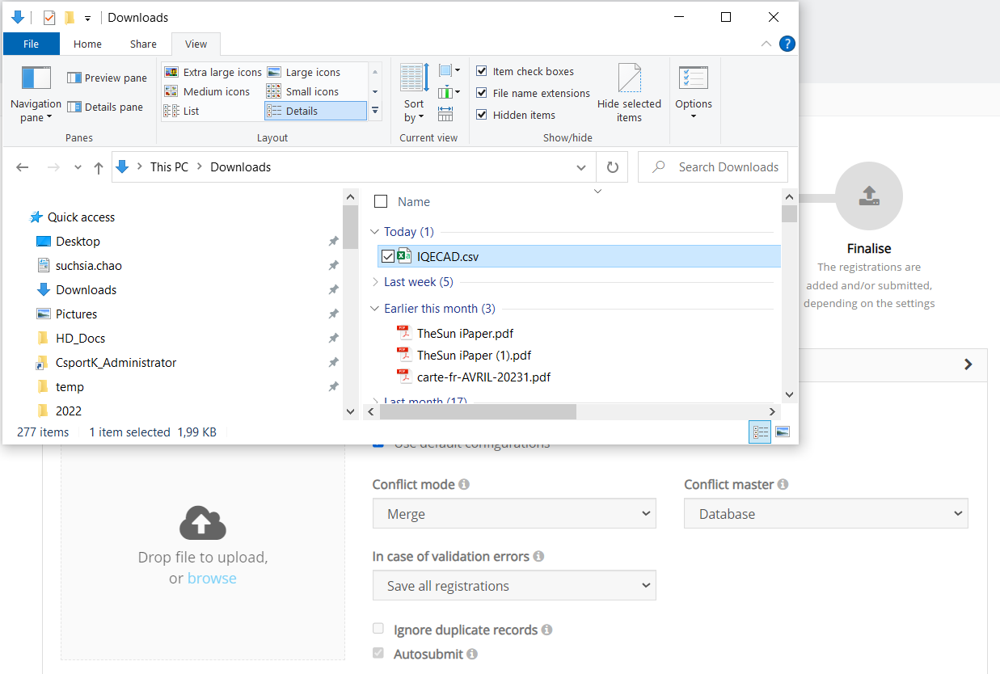 Downloads
File Home Share View
Extra large icons Large icons
Medium icons Small icons
List Details
Navigation pane
Preview pane
Details pane
Panes
Layout
Sort by
Current view
Item check boxes
File name extensions
Hidden items
Hide selected items
Show/hide
Options
This PC Downloads
Search Downloads
Quick access
Desktop
suchsia.chao
Downloads
Pictures
HD_Docs
CsportK_Administrator
temp
2022
Name
Today (1)
IQECAD.csv
Last week (5)
Earlier this month (3)
TheSun iPaper.pdf
TheSun iPaper (1).pdf
carte-fr-AVRIL-20231.pdf
Last month (17)
277 items 1 item selected 1,99 KB
Finalise
The registrations are
added and/or submitted,
depending on the settings
Use default configurations
Drop file to upload,
or browse
Conflict mode
Merge
Conflict master
Database
In case of validation errors
Save all registrations
Ignore duplicate records
Autosubmit